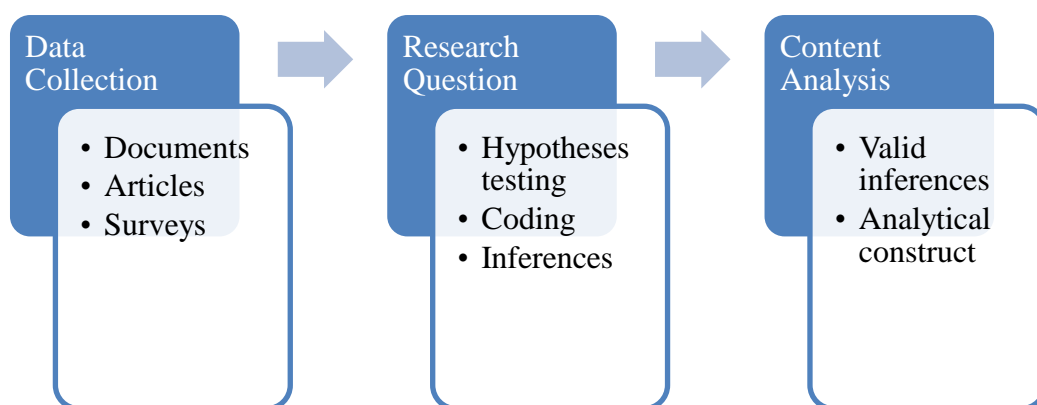 Data
Collection
• Documents
• Articles
• Surveys
Research
Question
• Hypotheses
testing
• Coding
• Inferences
Content
Analysis
• Valid
inferences
• Analytical
construct